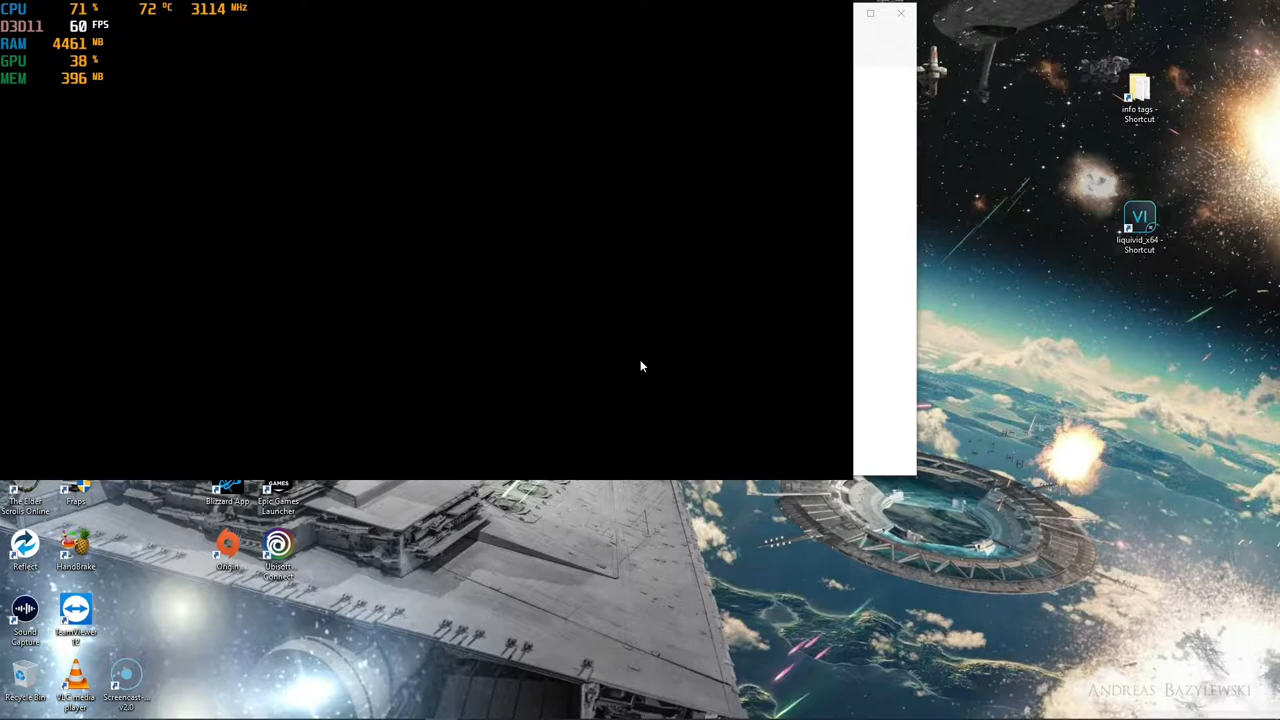 CPU 71 % 72 °C 3114 MHz
D3D11 60 FPS
RAM 4461 MB
GPU 38 %
MEM 396 MB
info tags -
Shortcut
VI
liquivid_x64 -
Shortcut
The Elder
Scrolls Online
Fraps
Blizzard App
GAMES
Epic Games
Launcher
Reflect
HandBrake
Origin
Ubisoft
Connect
Sound
Capture
TeamViewer
Recycle Bin
VLC media
player
Screencast-...
v2.0
ANDREAS BAZYLEWSKI